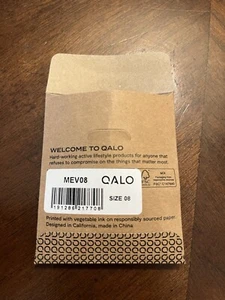 WELCOME TO QALO
Hard-working active lifestyle products for anyone that
refuses to compromise on the things that matter most.
MEV08 QALO
SIZE 08
MIX
FSC
Printed with vegetable ink on responsibly sourced paper
Designed in California, made in China